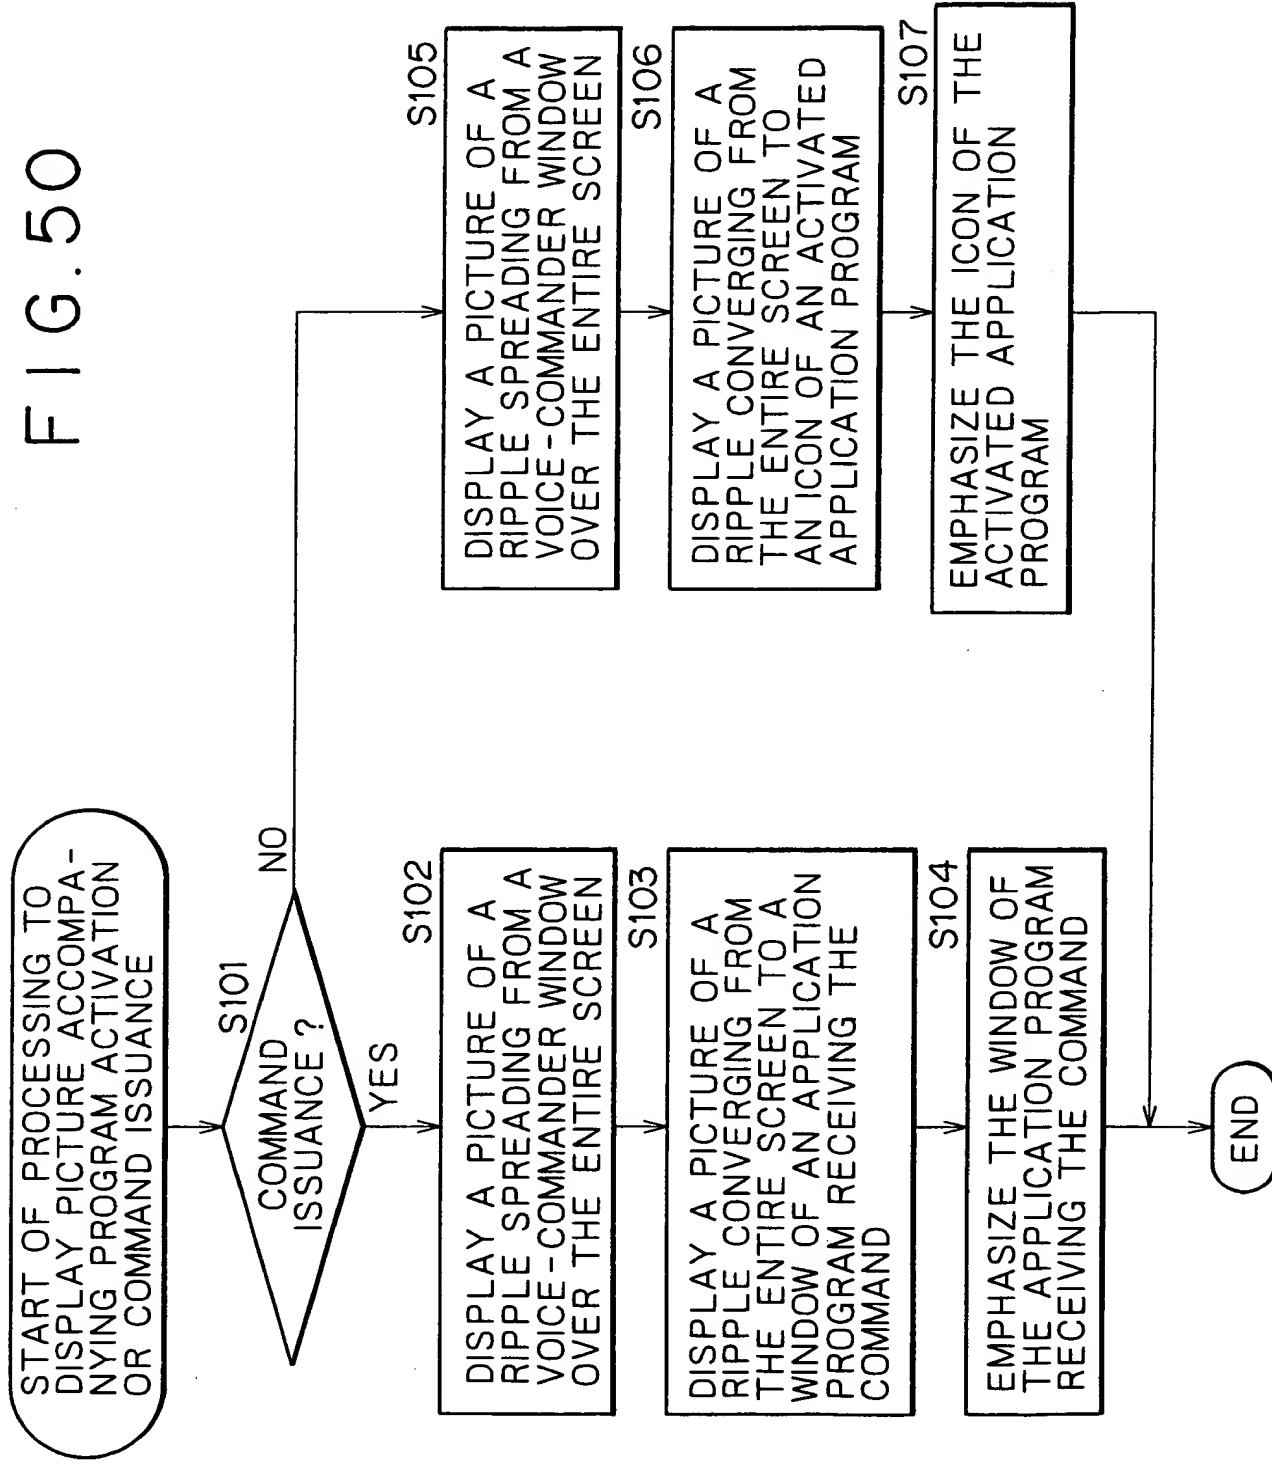 FIG.50
START OF PROCESSING TO
DISPLAY PICTURE ACCOMPA-
NYING PROGRAM ACTIVATION
OR COMMAND ISSUANCE
S101
COMMAND
ISSUANCE?
NO
YES
S102
DISPLAY A PICTURE OF A
RIPPLE SPREADING FROM A
VOICE-COMMANDER WINDOW
OVER THE ENTIRE SCREEN
S103
DISPLAY A PICTURE OF A
RIPPLE CONVERGING FROM
THE ENTIRE SCREEN TO A
WINDOW OF AN APPLICATION
PROGRAM RECEIVING THE
COMMAND
S104
EMPHASIZE THE WINDOW OF
THE APPLICATION PROGRAM
RECEIVING THE COMMAND
S105
DISPLAY A PICTURE OF A
RIPPLE SPREADING FROM A
VOICE-COMMANDER WINDOW
OVER THE ENTIRE SCREEN
S106
DISPLAY A PICTURE OF A
RIPPLE CONVERGING FROM
THE ENTIRE SCREEN TO
AN ICON OF AN ACTIVATED
APPLICATION PROGRAM
S107
EMPHASIZE THE ICON OF THE
ACTIVATED APPLICATION
PROGRAM
END